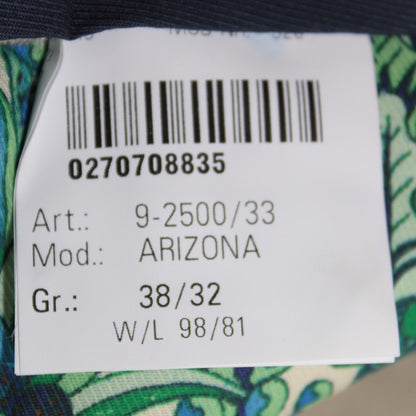 0270708835
Art.: 9-2500/33
Mod.: ARIZONA
Gr.: 38/32
W/L 98/81